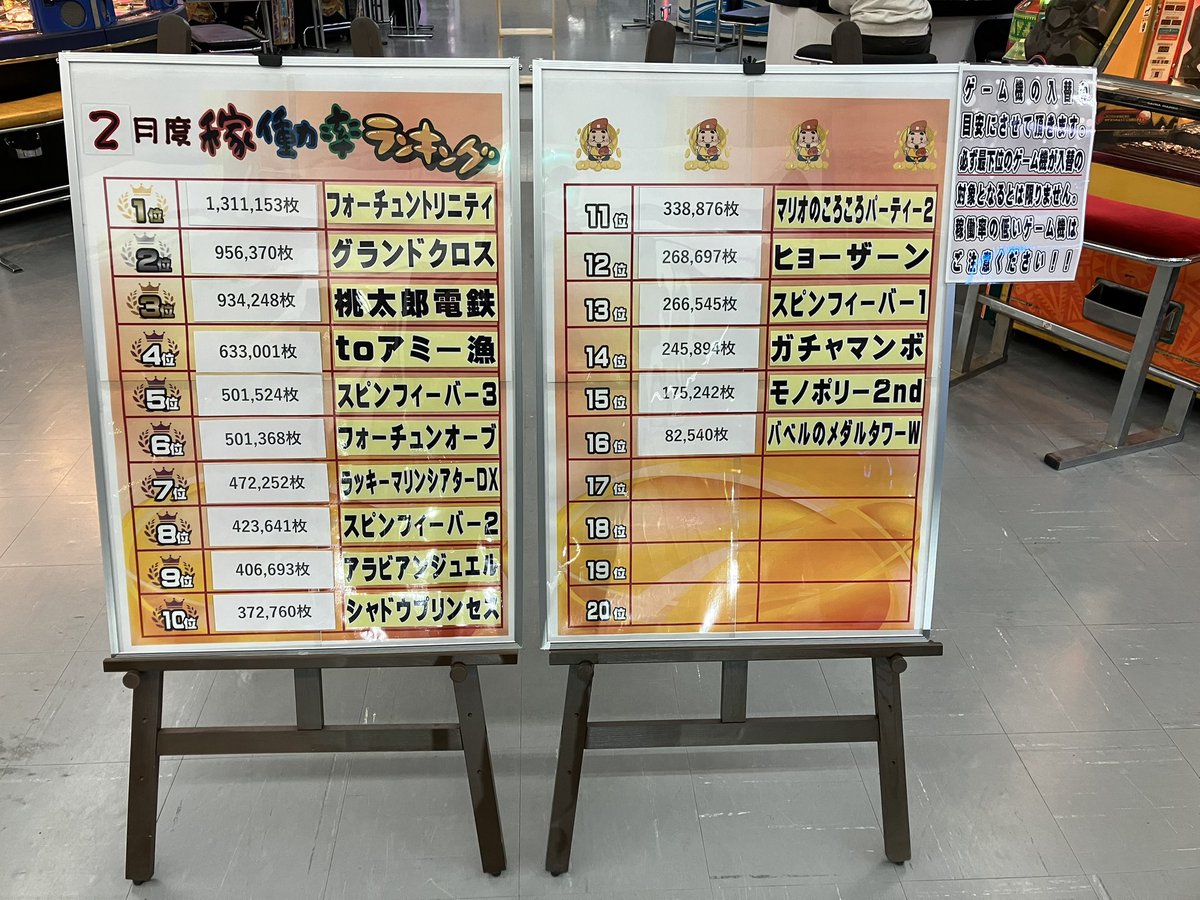 2月度 稼働率ランキング
1位 1,311,153枚 フォーチュントリニティ
2位 956,370枚 グランドクロス
3位 934,248枚 桃太郎電鉄
4位 633,001枚 toアミー漁
5位 501,524枚 スピンフィーバー3
6位 501,368枚 フォーチュンオーブ
7位 472,252枚 ラッキーマリンシアターDX
8位 423,641枚 スピンフィーバー2
9位 406,693枚 アラビアンジュエル
10位 372,760枚 シャドウプリンセス
11位 338,876枚 マリオのころころパーティー2
12位 268,697枚 ヒョーザーン
13位 266,545枚 スピンフィーバー1
14位 245,894枚 ガチャマンボ
15位 175,242枚 モノポリー2nd
16位 82,540枚 バベルのメダルタワーW
17位
18位
19位
20位
ゲーム機の入替の
目安にさせて頂きます。
必ず最下位のゲーム機が入替の
対象となるとは限りません。
稼働率の低いゲーム機は
ご注意ください!!